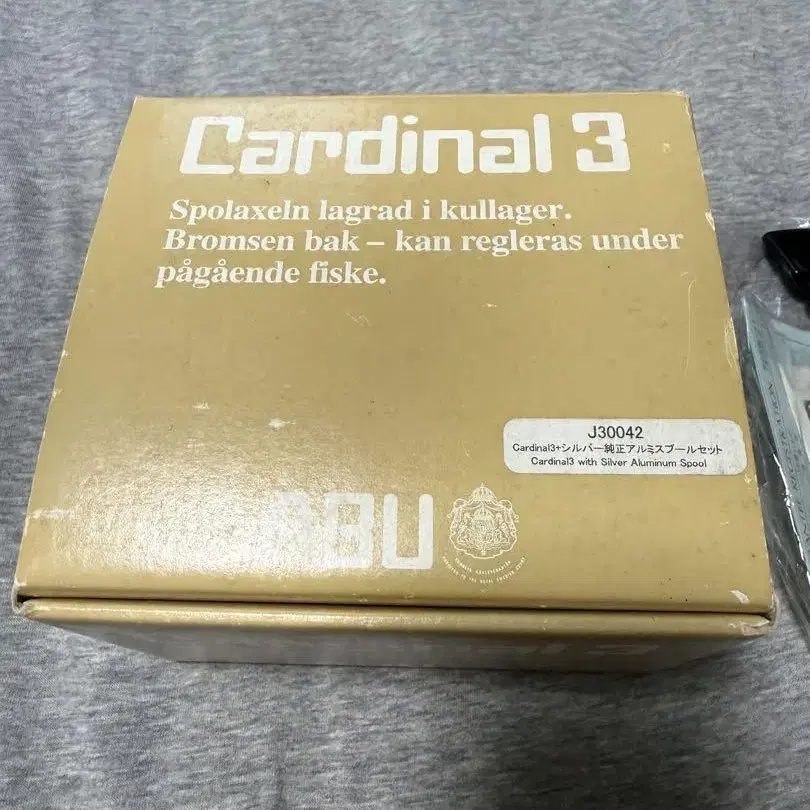 Cardinal 3
Spolaxeln lagrad i kullager.
Bromsen bak – kan regleras under
pågående fiske.
J30042
Cardinal3+シルバー純正アルミスプールセット
Cardinal3 with Silver Aluminum Spool
ABU